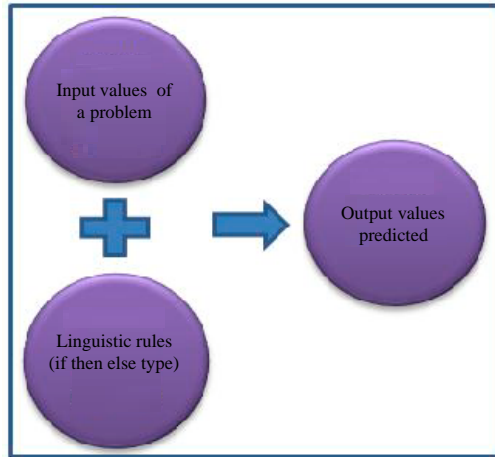 Input values of
a problem
Linguistic rules
(if then else type)
Output values
predicted